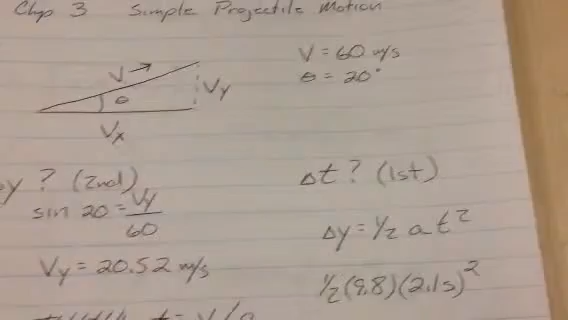 Chp 3 Simple Projectile Motion
V = 60 m/s
θ = 20°
V
Vy
θ
Vx
y ? (2nd)
sin 20 = Vy/60
Vy = 20.52 m/s
Δt ? (1st)
Δy = 1/2 a t²
1/2 (9.8)(2.1s)²